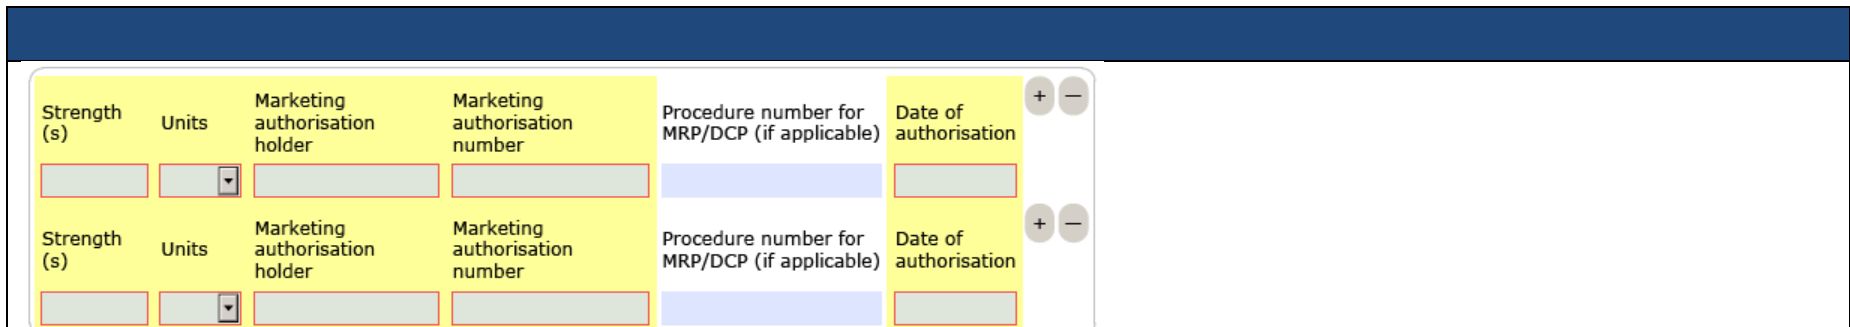 Strength
(s)
Units
Marketing
authorisation
holder
Marketing
authorisation
number
Procedure number for
MRP/DCP (if applicable)
Date of
authorisation
+
–
Strength
(s)
Units
Marketing
authorisation
holder
Marketing
authorisation
number
Procedure number for
MRP/DCP (if applicable)
Date of
authorisation
+
–